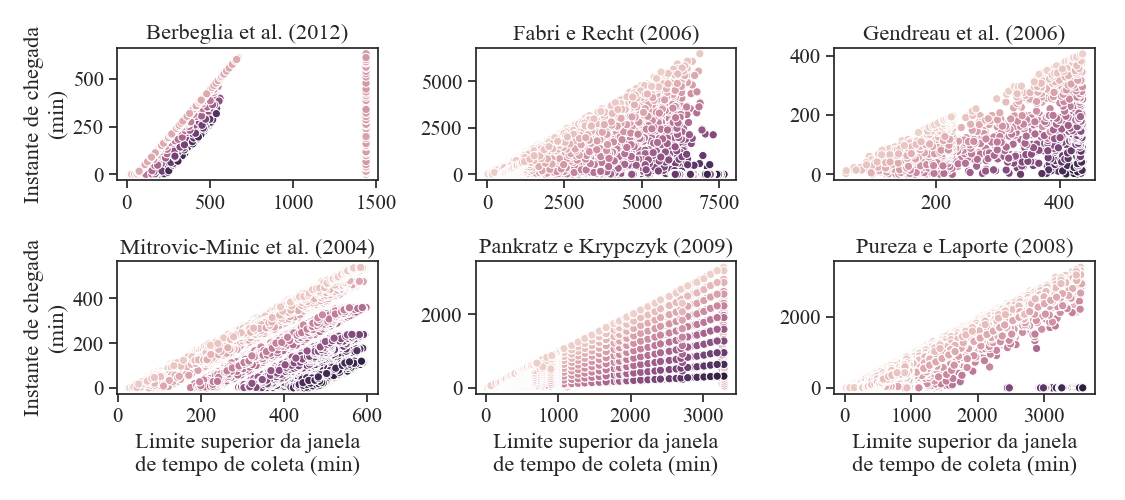 Berbeglia et al. (2012)
Fabri e Recht (2006)
Gendreau et al. (2006)
Instante de chegada
(min)
500
250
0
0
500
1000
1500
5000
2500
0
0
2500
5000
7500
400
200
0
200
400
Mitrovic-Minic et al. (2004)
Pankratz e Krypczyk (2009)
Pureza e Laporte (2008)
Instante de chegada
(min)
400
200
0
0
200
400
600
2000
0
0
1000
2000
3000
2000
0
0
1000
2000
3000
Limite superior da janela
de tempo de coleta (min)
Limite superior da janela
de tempo de coleta (min)
Limite superior da janela
de tempo de coleta (min)